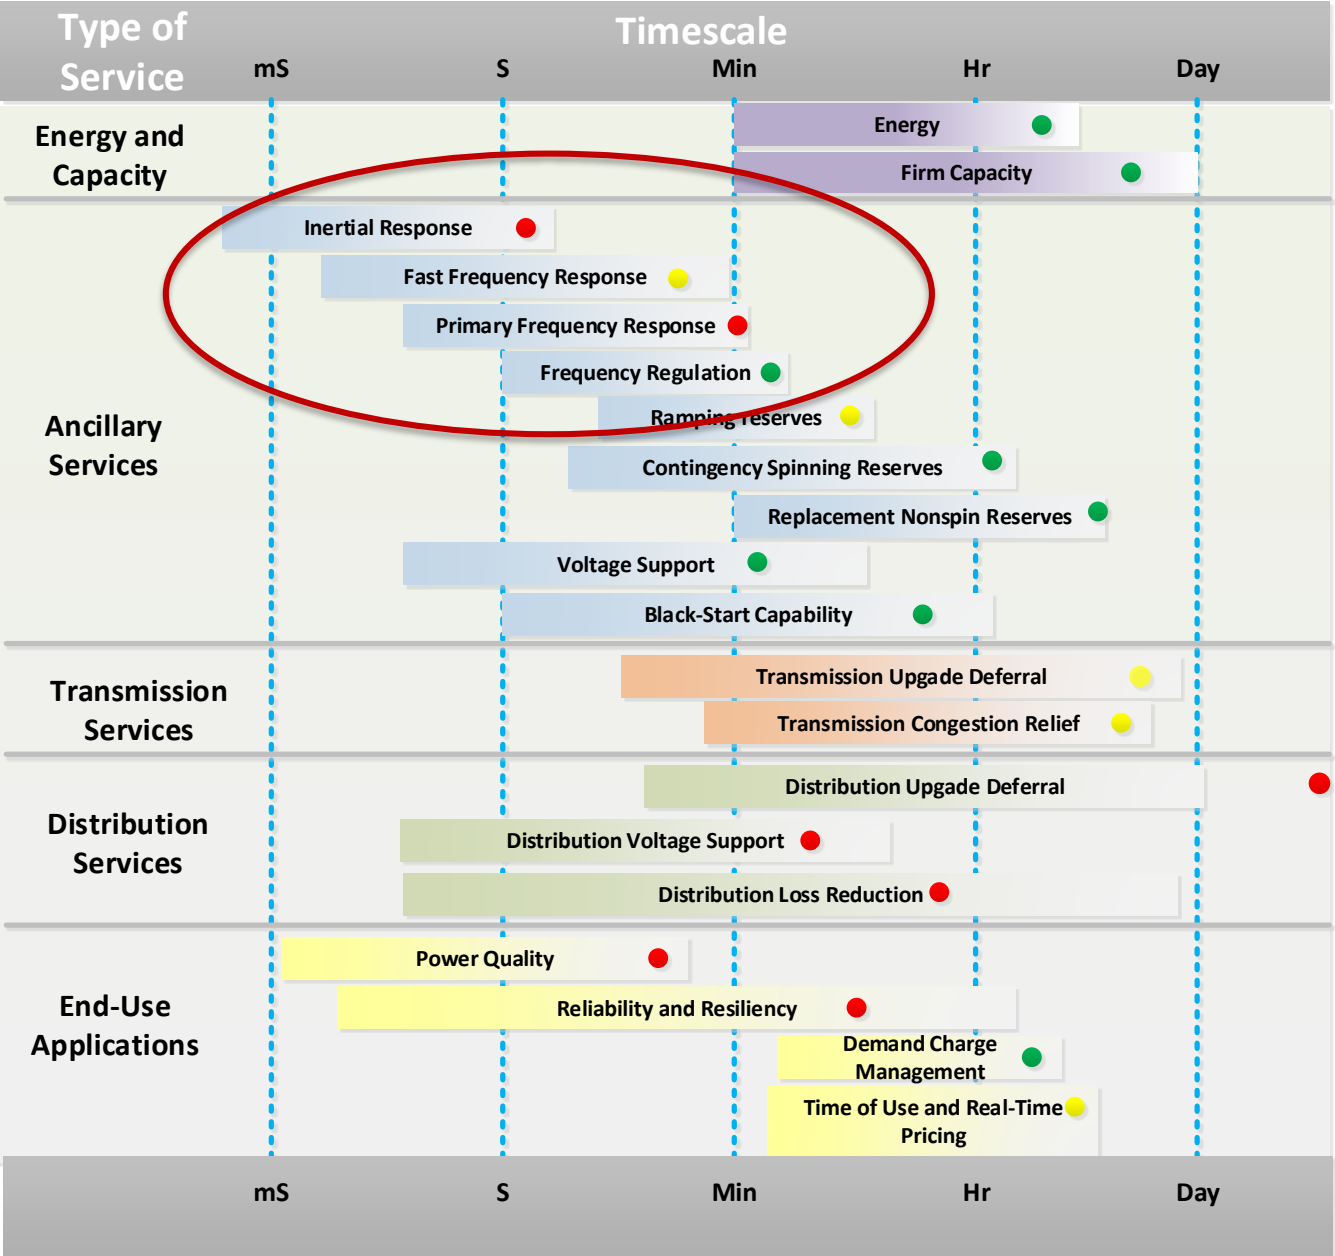 Type of
Service
Timescale
mS
S
Min
Hr
Day
Energy and
Capacity
Energy
Firm Capacity
Ancillary
Services
Inertial Response
Fast Frequency Response
Primary Frequency Response
Frequency Regulation
Ramping reserves
Contingency Spinning Reserves
Replacement Nonspin Reserves
Voltage Support
Black-Start Capability
Transmission
Services
Transmission Upgade Deferral
Transmission Congestion Relief
Distribution
Services
Distribution Upgade Deferral
Distribution Voltage Support
Distribution Loss Reduction
End-Use
Applications
Power Quality
Reliability and Resiliency
Demand Charge
Management
Time of Use and Real-Time
Pricing
mS
S
Min
Hr
Day